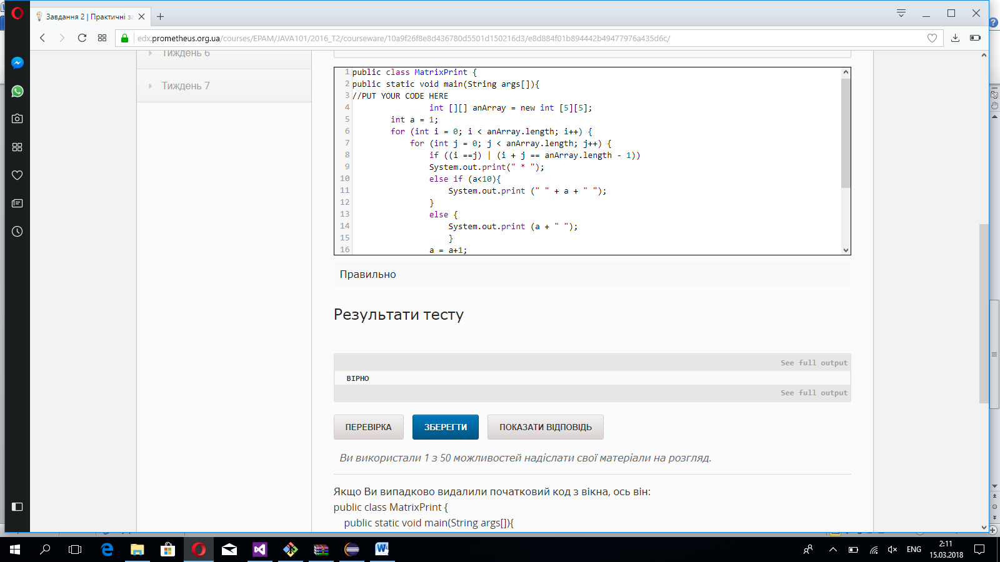 Завдання 2 | Практичні за
edx.prometheus.org.ua/courses/EPAM/JAVA101/2016_T2/courseware/10a9f26f8e8d436780d5501d150216d3/e8d884f01b894442b49477976a435d6c/
Тиждень 6
Тиждень 7
1 public class MatrixPrint {
2 public static void main(String args[]){
3 //PUT YOUR CODE HERE
4 int [][] anArray = new int [5][5];
5 int a = 1;
6 for (int i = 0; i < anArray.length; i++) {
7 for (int j = 0; j < anArray.length; j++) {
8 if ((i ==j) | (i + j == anArray.length - 1))
9 System.out.print(" * ");
10 else if (a<10){
11 System.out.print (" " + a + " ");
12 }
13 else {
14 System.out.print (a + " ");
15 }
16 a = a+1;
Правильно
Результати тесту
See full output
ВІРНО
See full output
ПЕРЕВІРКА ЗБЕРЕГТИ ПОКАЗАТИ ВІДПОВІДЬ
Ви використали 1 з 50 можливостей надіслати свої матеріали на розгляд.
Якщо Ви випадково видалили початковий код з вікна, ось він:
public class MatrixPrint {
public static void main(String args[]){
ENG
2:11
15.03.2018